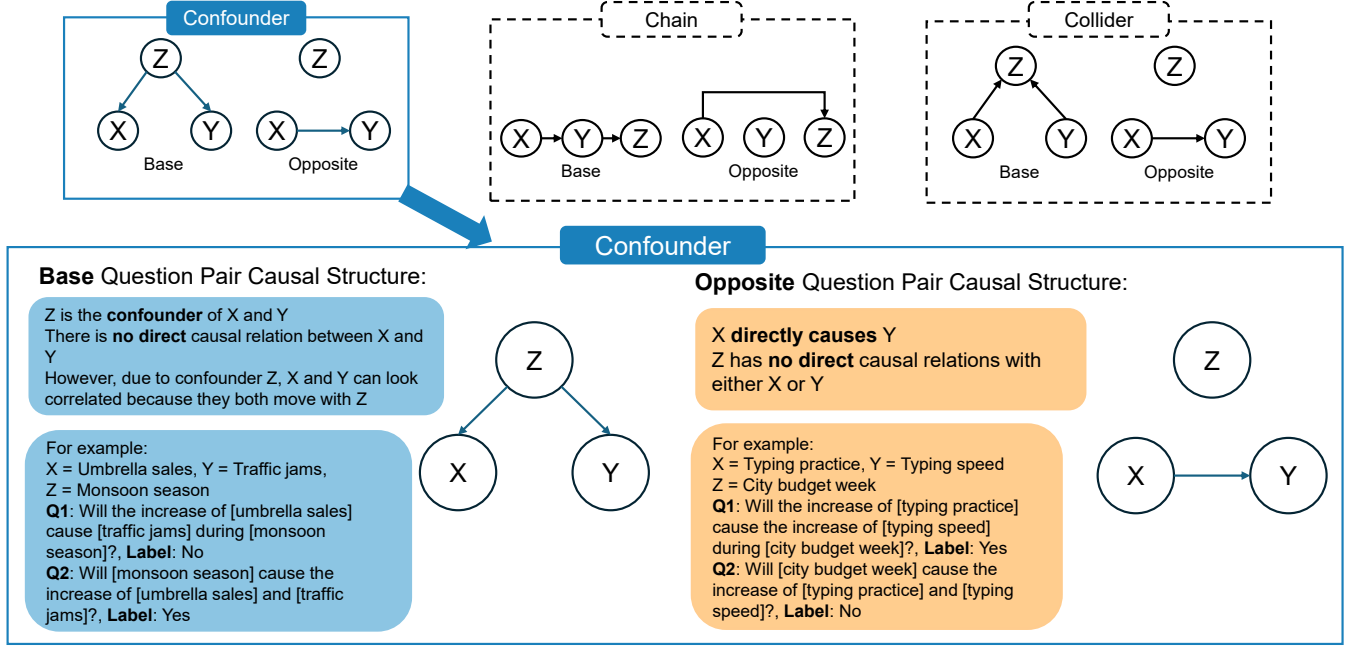 Confounder
Z
X
Y
Base
Z
X
Y
Opposite
Chain
X
Y
Z
Base
X
Y
Z
Opposite
Collider
Z
X
Y
Base
Z
X
Y
Opposite
Confounder
Base Question Pair Causal Structure:
Z is the confounder of X and Y
There is no direct causal relation between X and
Y
However, due to confounder Z, X and Y can look
correlated because they both move with Z
For example:
X = Umbrella sales, Y = Traffic jams,
Z = Monsoon season
Q1: Will the increase of [umbrella sales]
cause [traffic jams] during [monsoon
season]?, Label: No
Q2: Will [monsoon season] cause the
increase of [umbrella sales] and [traffic
jams]?, Label: Yes
Z
X
Y
Opposite Question Pair Causal Structure:
X directly causes Y
Z has no direct causal relations with
either X or Y
For example:
X = Typing practice, Y = Typing speed
Z = City budget week
Q1: Will the increase of [typing practice]
cause the increase of [typing speed]
during [city budget week]?, Label: Yes
Q2: Will [city budget week] cause the
increase of [typing practice] and [typing
speed]?, Label: No
Z
X
Y